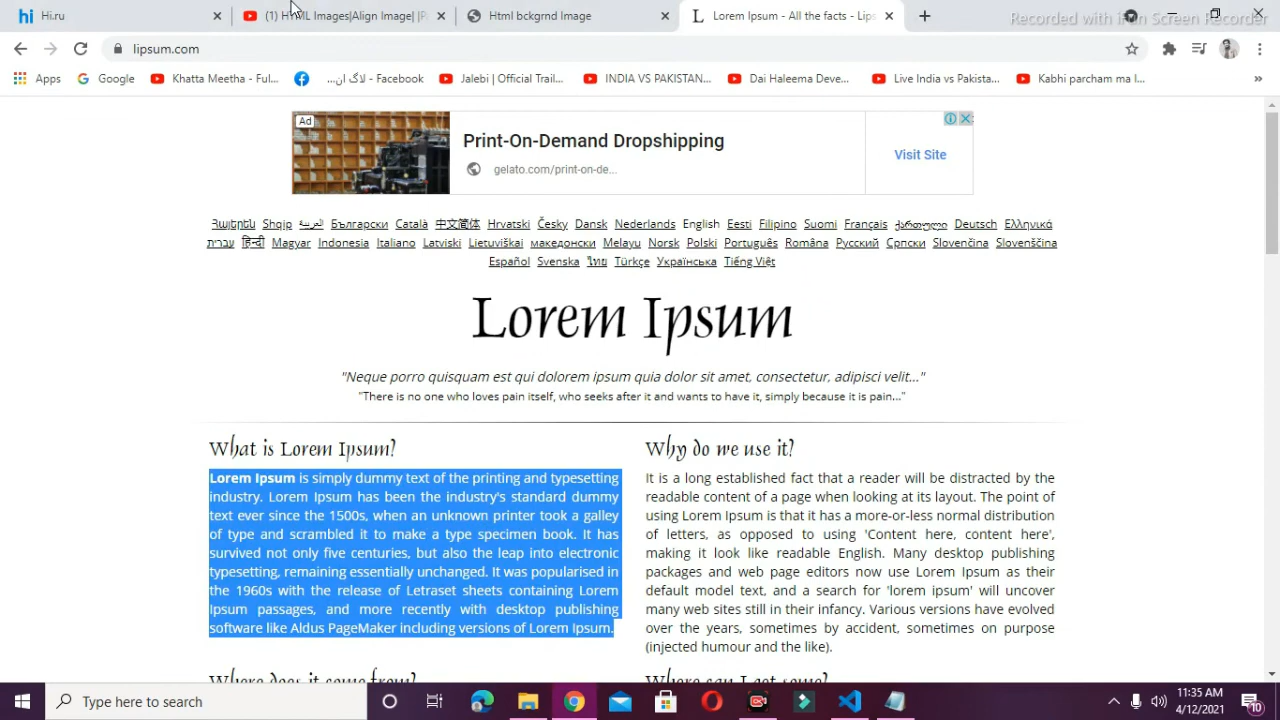 Hi.ru
(1) HTML Images|Align Image| |P
Html bckgrnd Image
Lorem Ipsum - All the facts - Lips
Recorded with iFun Screen Recorder
lipsum.com
Apps
Google
Khatta Meetha - Ful...
Facebook - لاگ ان...
Jalebi | Official Trail...
INDIA VS PAKISTAN...
Dai Haleema Deve...
Live India vs Pakista...
Kabhi parcham ma l...
»
Ad
Print-On-Demand Dropshipping
gelato.com/print-on-de...
Visit Site
Հայերեն Shqip العربية Български Català 中文简体 Hrvatski Česky Dansk Nederlands English Eesti Filipino Suomi Français ქართული Deutsch Ελληνικά
עברית हिन्दी Magyar Indonesia Italiano Latviski Lietuviškai македонски Melayu Norsk Polski Português Româna Русский Српски Slovenčina Slovenščina
Español Svenska ไทย Türkçe Українська Tiếng Việt
Lorem Ipsum
"Neque porro quisquam est qui dolorem ipsum quia dolor sit amet, consectetur, adipisci velit..."
"There is no one who loves pain itself, who seeks after it and wants to have it, simply because it is pain..."
What is Lorem Ipsum?
Lorem Ipsum is simply dummy text of the printing and typesetting
industry. Lorem Ipsum has been the industry's standard dummy
text ever since the 1500s, when an unknown printer took a galley
of type and scrambled it to make a type specimen book. It has
survived not only five centuries, but also the leap into electronic
typesetting, remaining essentially unchanged. It was popularised in
the 1960s with the release of Letraset sheets containing Lorem
Ipsum passages, and more recently with desktop publishing
software like Aldus PageMaker including versions of Lorem Ipsum.
Why do we use it?
It is a long established fact that a reader will be distracted by the
readable content of a page when looking at its layout. The point of
using Lorem Ipsum is that it has a more-or-less normal distribution
of letters, as opposed to using 'Content here, content here',
making it look like readable English. Many desktop publishing
packages and web page editors now use Lorem Ipsum as their
default model text, and a search for 'lorem ipsum' will uncover
many web sites still in their infancy. Various versions have evolved
over the years, sometimes by accident, sometimes on purpose
(injected humour and the like).
Where does it come from?
Where can I get some?
Type here to search
11:35 AM
4/12/2021
10